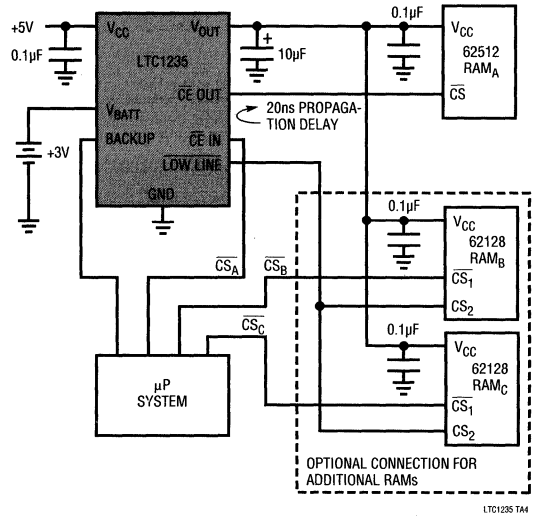 +5V
0.1µF
VCC
VOUT
LTC1235
+
10µF
0.1µF
VCC
62512
RAMA
CS
CE OUT
20ns PROPAGA-
TION DELAY
VBATT
+3V
BACKUP
CE IN
LOW LINE
GND
CSA
CSB
CSC
µP
SYSTEM
0.1µF
VCC
62128
RAMB
CS1
CS2
0.1µF
VCC
62128
RAMC
CS1
CS2
OPTIONAL CONNECTION FOR
ADDITIONAL RAMs
LTC1235 TA4